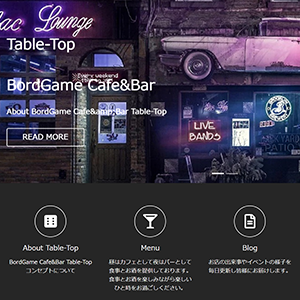 ac Lounge
Table-Top
Every weekend
BordGame Cafe&Bar
About BordGame Cafe&amp;Bar Table-Top
READ MORE
LIVE
BANDS
About Table-Top
BordGame Cafe&Bar Table-Top
コンセプトについて
Menu
昼はカフェとして夜はバーとして
食事とお酒を提供しております。
食事とお酒を楽しみながら楽しい
ひと時をお過ごしください。
Blog
お店の出来事やイベントの様子を
毎日更新し皆様にお届けします。